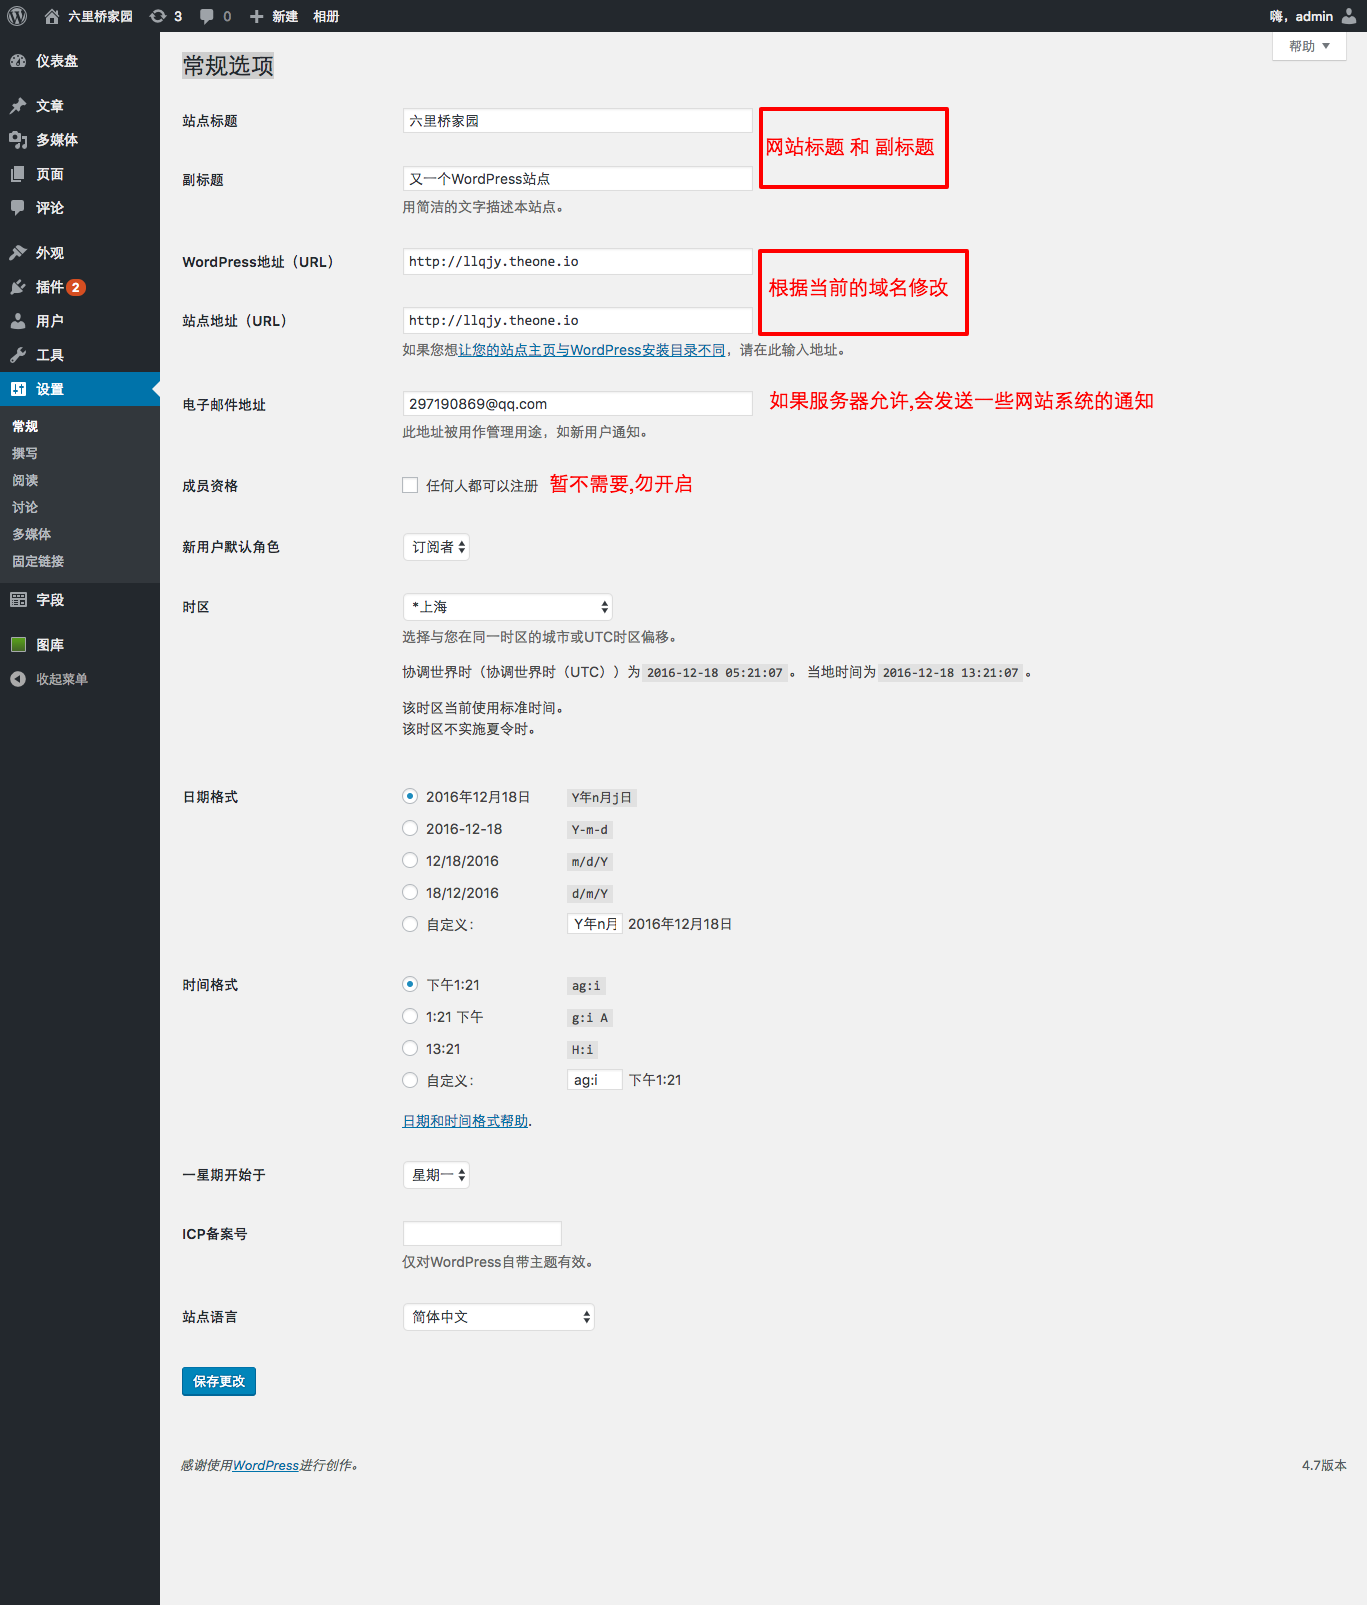 六里桥家园 3 0 新建 相册 嗨，admin
帮助
仪表盘
文章
多媒体
页面
评论
外观
插件 2
用户
工具
设置
常规
撰写
阅读
讨论
多媒体
固定链接
字段
图库
收起菜单
常规选项
站点标题 六里桥家园
网站标题 和 副标题
副标题 又一个WordPress站点
用简洁的文字描述本站点。
WordPress地址（URL） http://llqjy.theone.io
根据当前的域名修改
站点地址（URL） http://llqjy.theone.io
如果您想让您的站点主页与WordPress安装目录不同，请在此输入地址。
电子邮件地址 297190869@qq.com 如果服务器允许,会发送一些网站系统的通知
此地址被用作管理用途，如新用户通知。
成员资格 任何人都可以注册 暂不需要,勿开启
新用户默认角色 订阅者
时区 *上海
选择与您在同一时区的城市或UTC时区偏移。
协调世界时（协调世界时（UTC））为 2016-12-18 05:21:07 。 当地时间为 2016-12-18 13:21:07 。
该时区当前使用标准时间。
该时区不实施夏令时。
日期格式 2016年12月18日 Y年n月j日
2016-12-18 Y-m-d
12/18/2016 m/d/Y
18/12/2016 d/m/Y
自定义： Y年n月 2016年12月18日
时间格式 下午1:21 ag:i
1:21 下午 g:i A
13:21 H:i
自定义： ag:i 下午1:21
日期和时间格式帮助.
一星期开始于 星期一
ICP备案号
仅对WordPress自带主题有效。
站点语言 简体中文
保存更改
感谢使用WordPress进行创作。 4.7版本